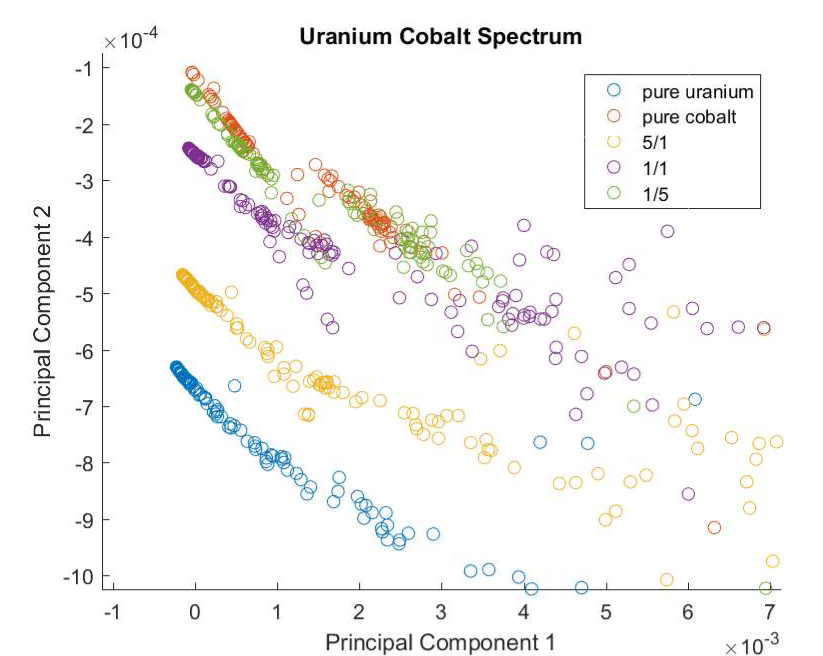 ×10⁻⁴
Uranium Cobalt Spectrum
-1
-2
-3
-4
-5
-6
-7
-8
-9
-10
Principal Component 2
pure uranium
pure cobalt
5/1
1/1
1/5
-1 0 1 2 3 4 5 6 7
Principal Component 1
×10⁻³